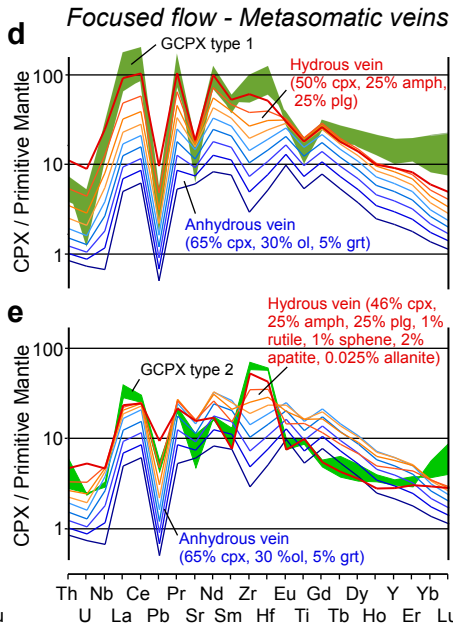 Focused flow - Metasomatic veins
d
GCPX type 1
Hydrous vein
(50% cpx, 25% amph,
25% plg)
100
10
1
CPX / Primitive Mantle
Anhydrous vein
(65% cpx, 30% ol, 5% grt)
e
Hydrous vein (46% cpx,
25% amph, 25% plg, 1%
rutile, 1% sphene, 2%
apatite, 0.025% allanite)
GCPX type 2
100
10
1
CPX / Primitive Mantle
Anhydrous vein
(65% cpx, 30 %ol, 5% grt)
Th Nb Ce Pr Nd Zr Eu Gd Dy Y Yb
U La Pb Sr Sm Hf Ti Tb Ho Er Lu
u